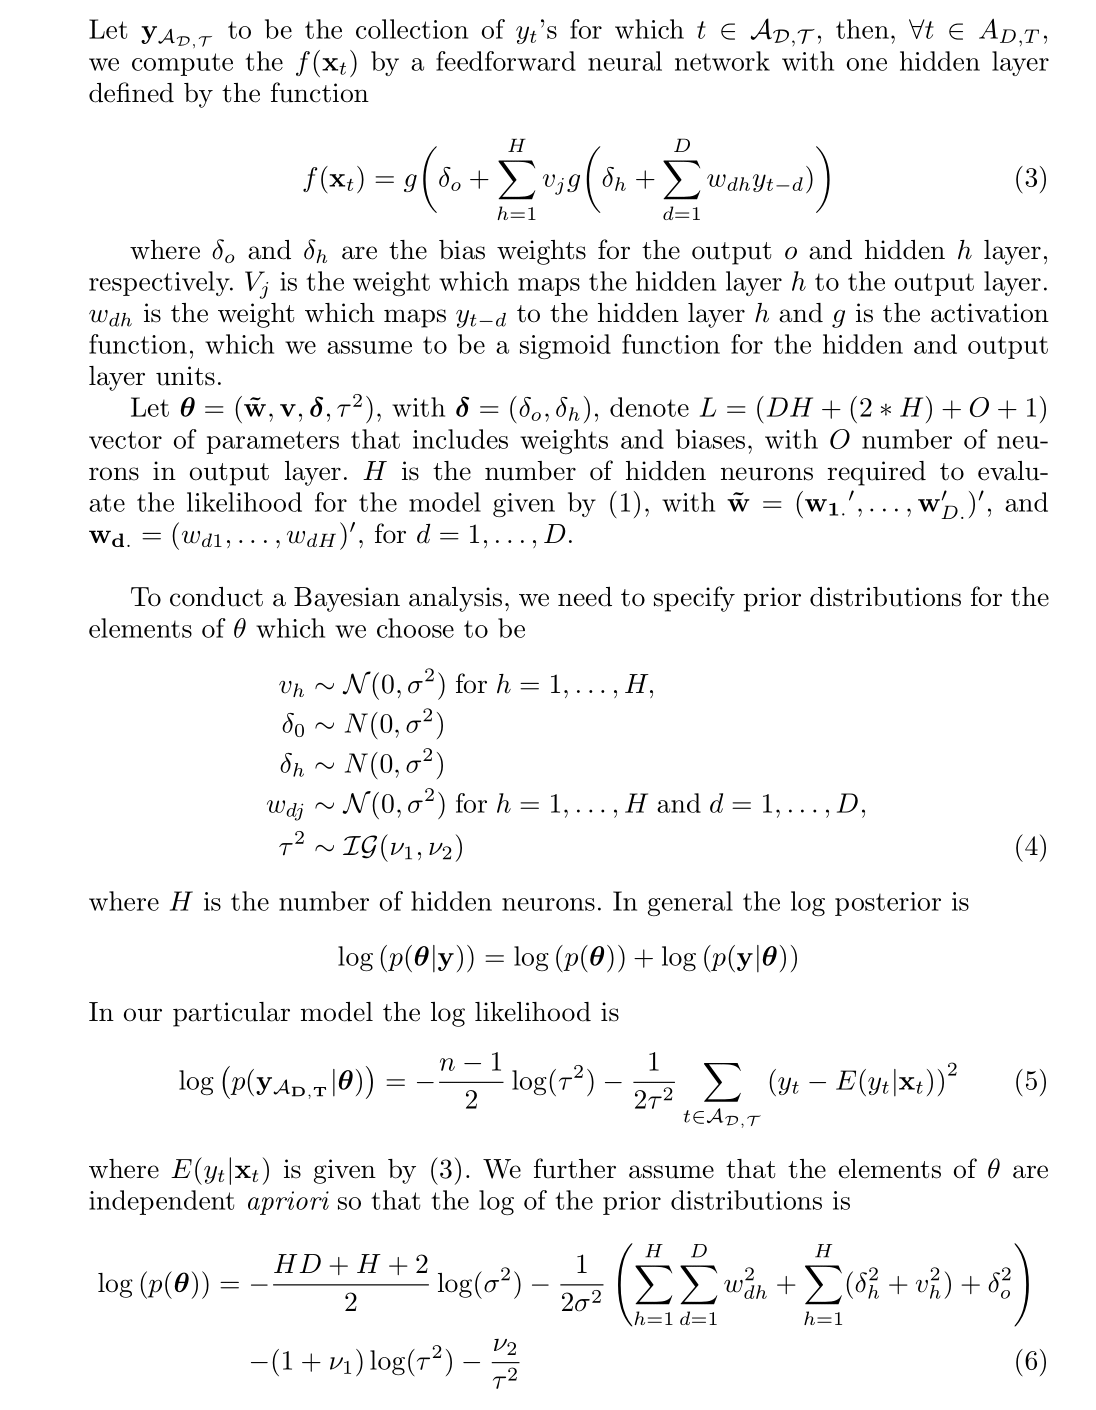 Let $\mathbf{y}_{\mathcal{A}_{\mathcal{D},\mathcal{T}}}$ to be the collection of $y_t$'s for which $t \in \mathcal{A}_{\mathcal{D},\mathcal{T}}$, then, $\forall t \in A_{D,T}$,
we compute the $f(\mathbf{x}_t)$ by a feedforward neural network with one hidden layer
defined by the function
$f(\mathbf{x}_t) = g\left(\delta_o + \sum_{h=1}^{H} v_j g\left(\delta_h + \sum_{d=1}^{D} w_{dh} y_{t-d}\right)\right)$ (3)
where $\delta_o$ and $\delta_h$ are the bias weights for the output $o$ and hidden $h$ layer,
respectively. $V_j$ is the weight which maps the hidden layer $h$ to the output layer.
$w_{dh}$ is the weight which maps $y_{t-d}$ to the hidden layer $h$ and $g$ is the activation
function, which we assume to be a sigmoid function for the hidden and output
layer units.
Let $\boldsymbol{\theta} = (\tilde{\mathbf{w}}, \mathbf{v}, \boldsymbol{\delta}, \tau^2)$, with $\boldsymbol{\delta} = (\delta_o, \delta_h)$, denote $L = (DH + (2 * H) + O + 1)$
vector of parameters that includes weights and biases, with $O$ number of neu-
rons in output layer. $H$ is the number of hidden neurons required to evalu-
ate the likelihood for the model given by (1), with $\tilde{\mathbf{w}} = (\mathbf{w_{1.}}', \ldots, \mathbf{w}'_{D.})'$, and
$\mathbf{w_{d.}} = (w_{d1}, \ldots, w_{dH})'$, for $d = 1, \ldots, D$.
To conduct a Bayesian analysis, we need to specify prior distributions for the
elements of $\theta$ which we choose to be
$v_h \sim \mathcal{N}(0, \sigma^2)$ for $h = 1, \ldots, H,$
$\delta_0 \sim N(0, \sigma^2)$
$\delta_h \sim N(0, \sigma^2)$
$w_{dj} \sim \mathcal{N}(0, \sigma^2)$ for $h = 1, \ldots, H$ and $d = 1, \ldots, D,$
$\tau^2 \sim \mathcal{IG}(\nu_1, \nu_2)$ (4)
where $H$ is the number of hidden neurons. In general the log posterior is
$\log(p(\boldsymbol{\theta}|\mathbf{y})) = \log(p(\boldsymbol{\theta})) + \log(p(\mathbf{y}|\boldsymbol{\theta}))$
In our particular model the log likelihood is
$\log\left(p(\mathbf{y}_{\mathcal{A}_{\mathbf{D},\mathbf{T}}}|\boldsymbol{\theta})\right) = -\frac{n-1}{2}\log(\tau^2) - \frac{1}{2\tau^2}\sum_{t \in \mathcal{A}_{\mathcal{D},\mathcal{T}}}(y_t - E(y_t|\mathbf{x}_t))^2$ (5)
where $E(y_t|\mathbf{x}_t)$ is given by (3). We further assume that the elements of $\theta$ are
independent apriori so that the log of the prior distributions is
$\log(p(\boldsymbol{\theta})) = -\frac{HD + H + 2}{2}\log(\sigma^2) - \frac{1}{2\sigma^2}\left(\sum_{h=1}^{H}\sum_{d=1}^{D} w_{dh}^2 + \sum_{h=1}^{H}(\delta_h^2 + v_h^2) + \delta_o^2\right)$
$-(1 + \nu_1)\log(\tau^2) - \frac{\nu_2}{\tau^2}$ (6)